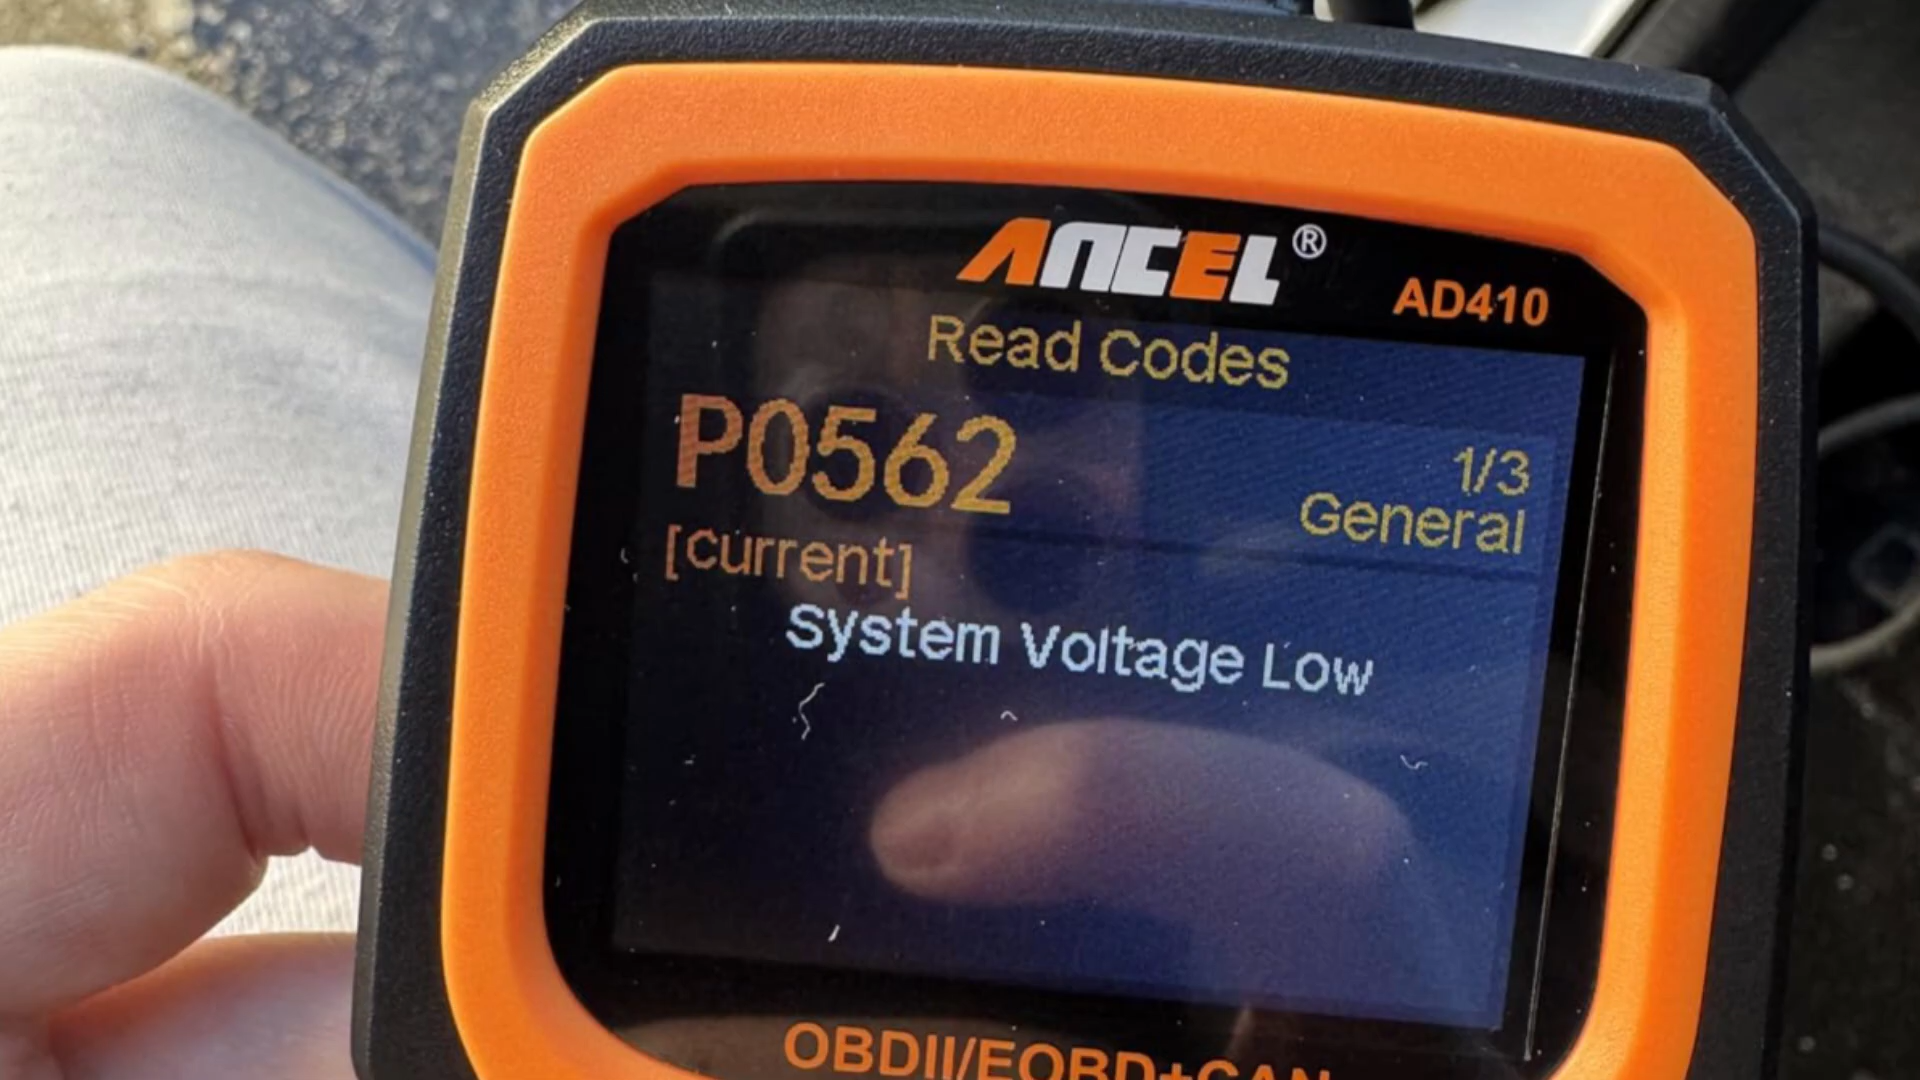 ANCEL®
AD410
Read Codes
P0562
1/3
General
[current]
System Voltage Low
OBDII/EOBD+CAN